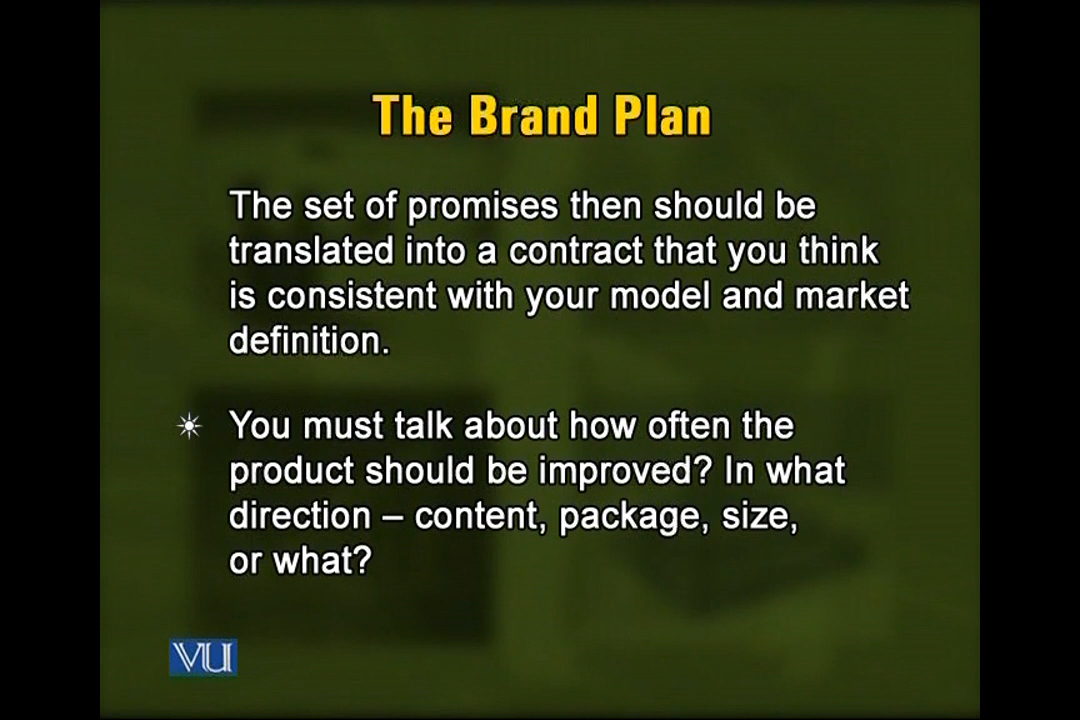 The Brand Plan
The set of promises then should be
translated into a contract that you think
is consistent with your model and market
definition.
You must talk about how often the
product should be improved? In what
direction – content, package, size,
or what?
VU